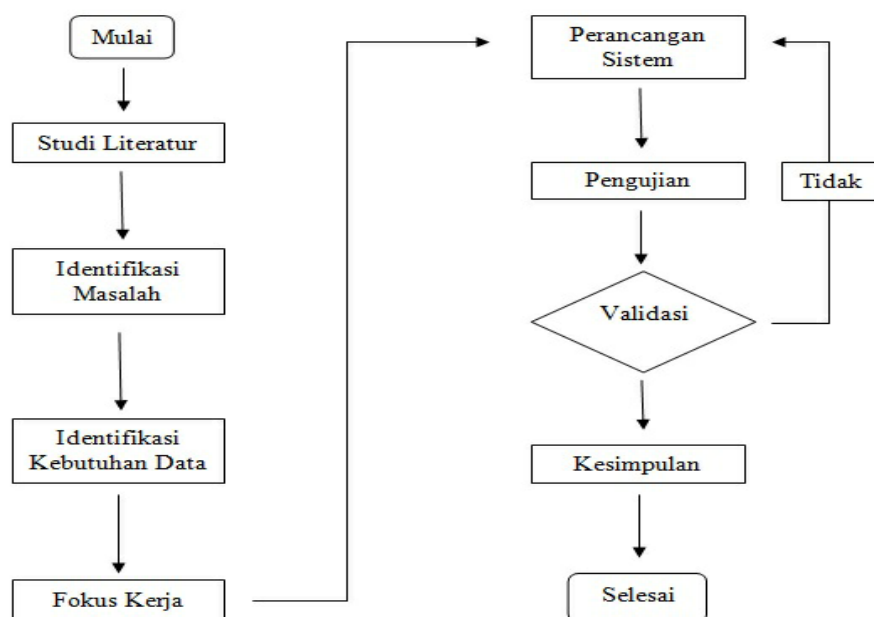 Mulai
Studi Literatur
Identifikasi
Masalah
Identifikasi
Kebutuhan Data
Fokus Kerja
Perancangan
Sistem
Pengujian
Tidak
Validasi
Kesimpulan
Selesai